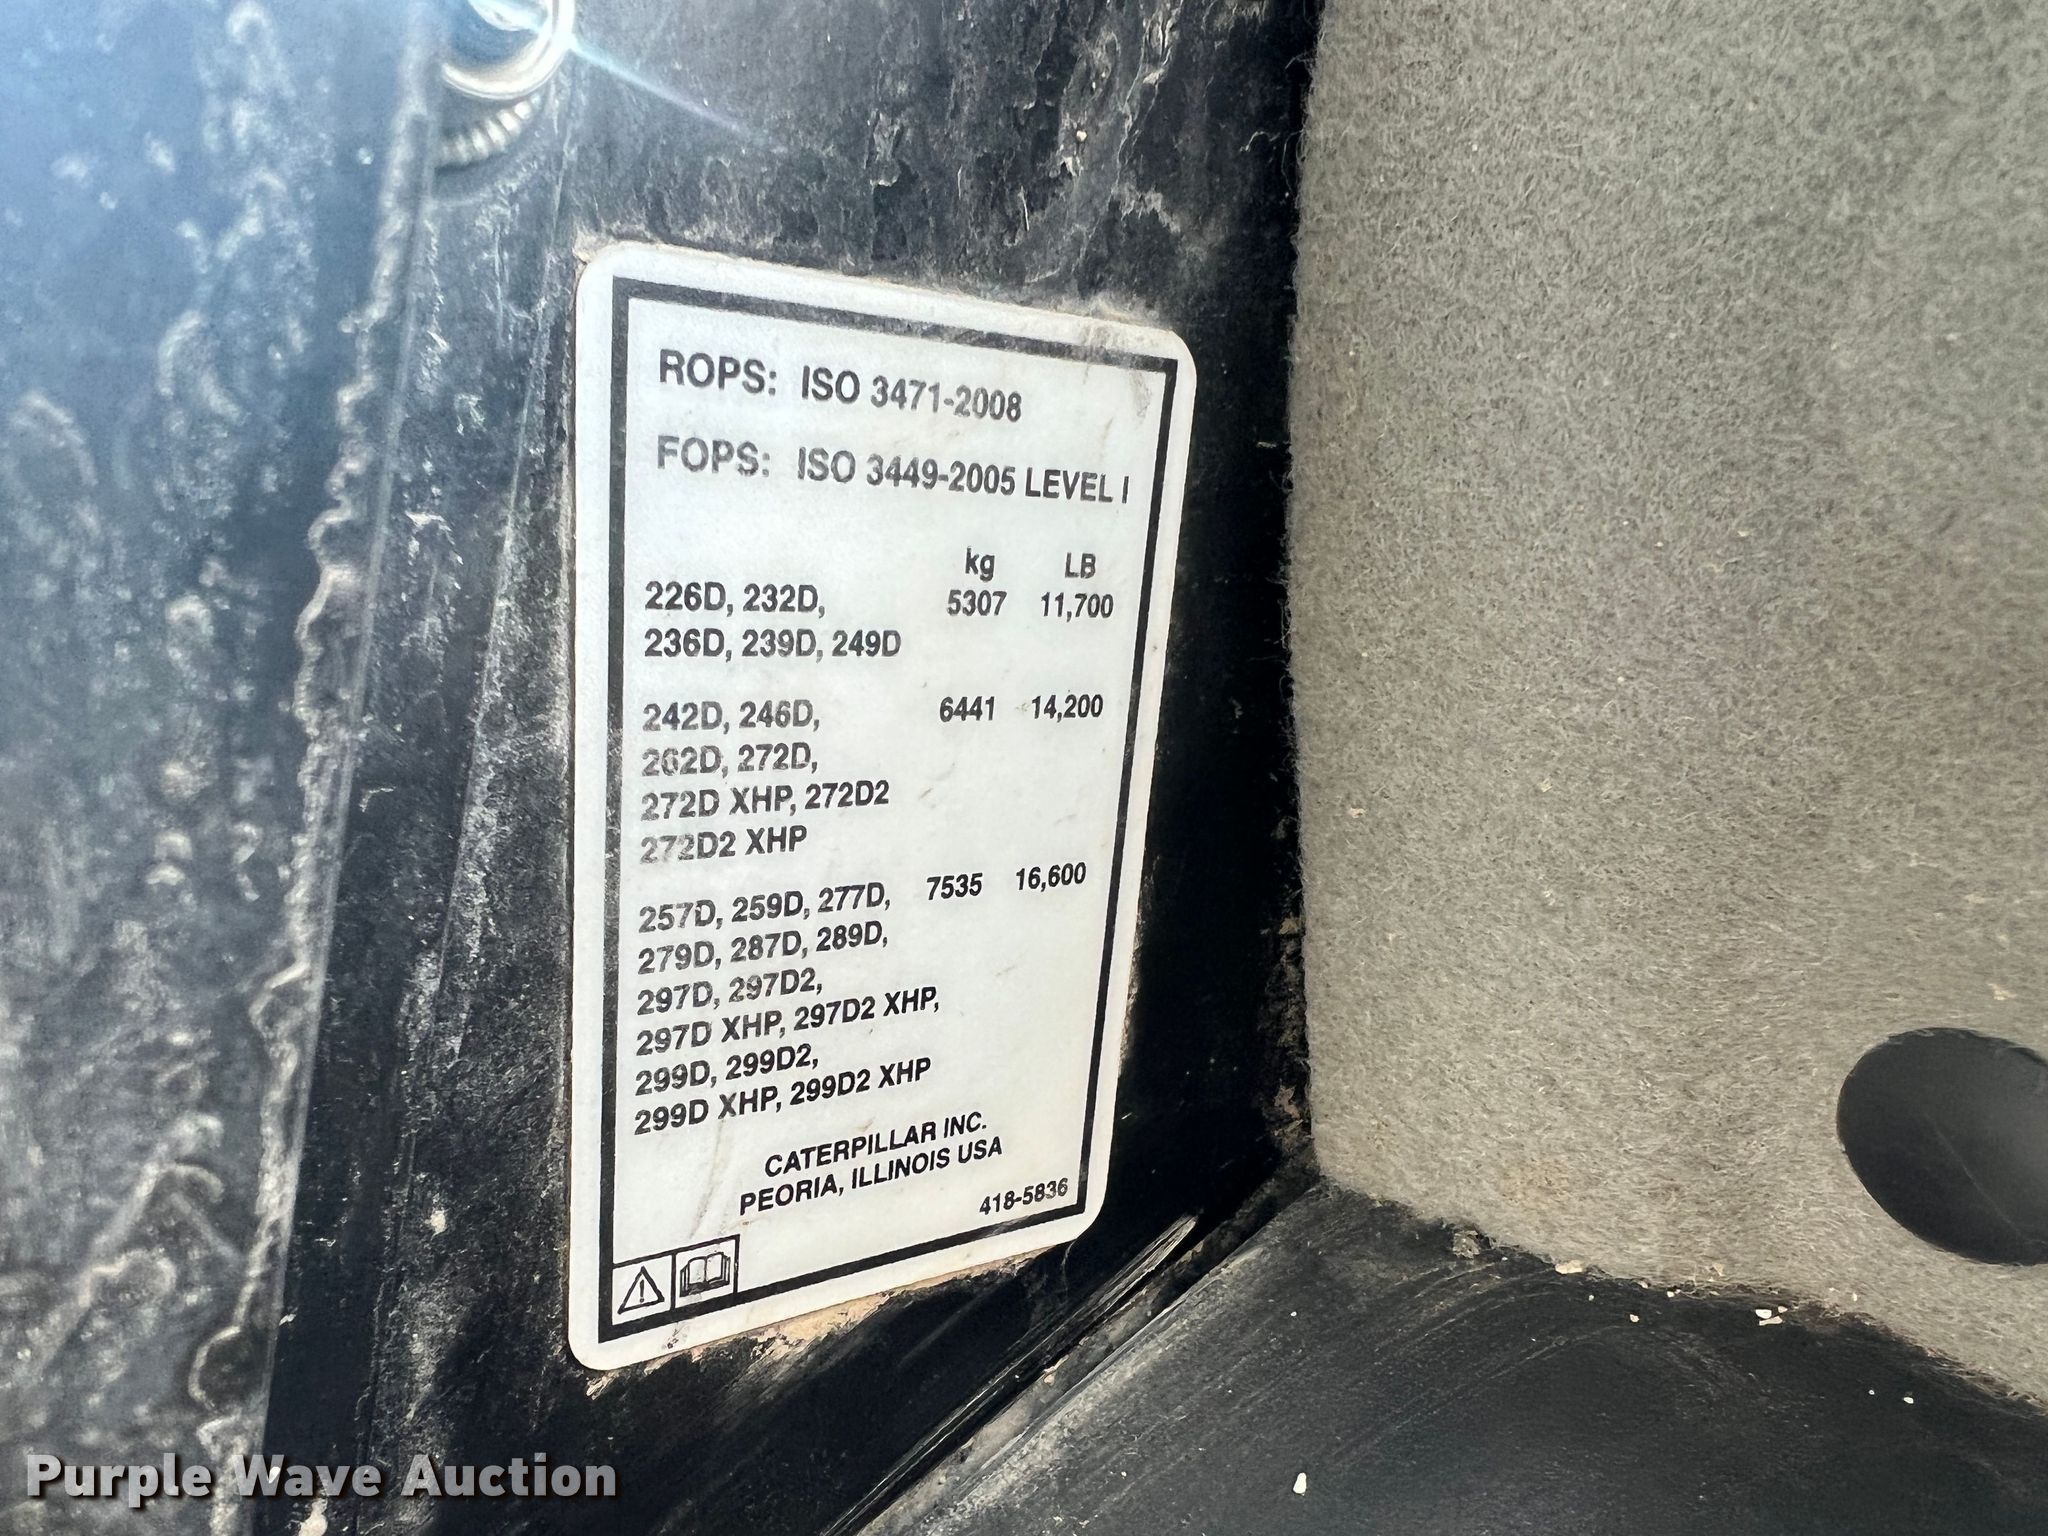 ROPS: ISO 3471-2008
FOPS: ISO 3449-2005 LEVEL I
kg LB
226D, 232D, 5307 11,700
236D, 239D, 249D
242D, 246D, 6441 14,200
262D, 272D,
272D XHP, 272D2
272D2 XHP
257D, 259D, 277D, 7535 16,600
279D, 287D, 289D,
297D, 297D2,
297D XHP, 297D2 XHP,
299D, 299D2,
299D XHP, 299D2 XHP
CATERPILLAR INC.
PEORIA, ILLINOIS USA
418-5836
Purple Wave Auction